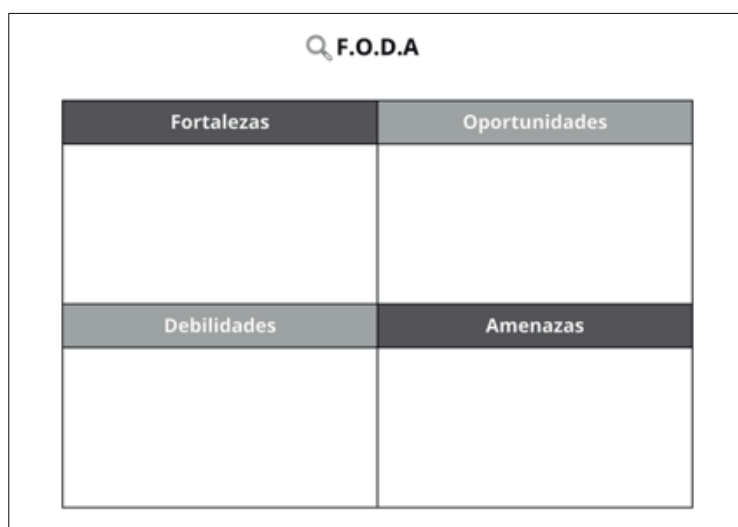 F.O.D.A
Fortalezas
Oportunidades
Debilidades
Amenazas